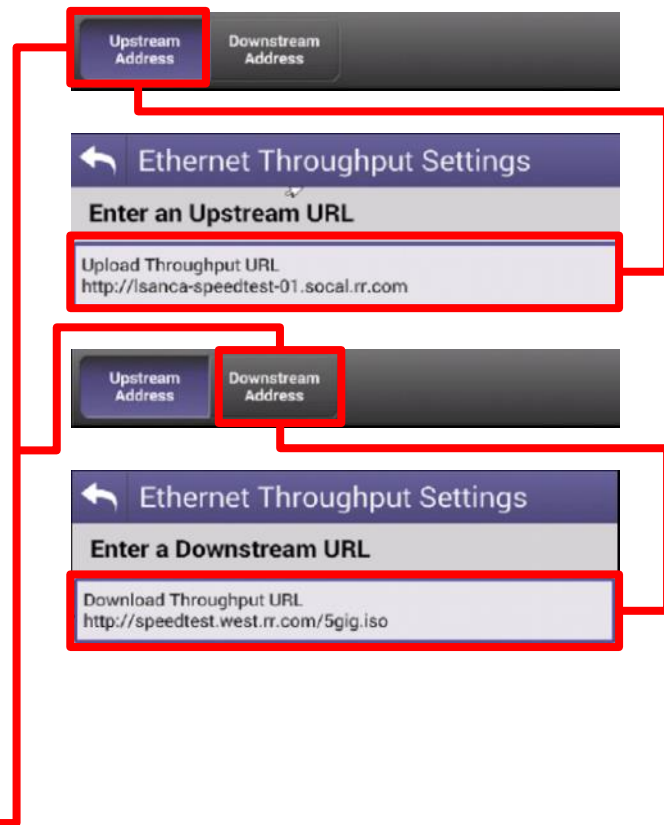 Upstream Address
Downstream Address
Ethernet Throughput Settings
Enter an Upstream URL
Upload Throughput URL
http://lsanca-speedtest-01.socal.rr.com
Upstream Address
Downstream Address
Ethernet Throughput Settings
Enter a Downstream URL
Download Throughput URL
http://speedtest.west.rr.com/5gig.iso